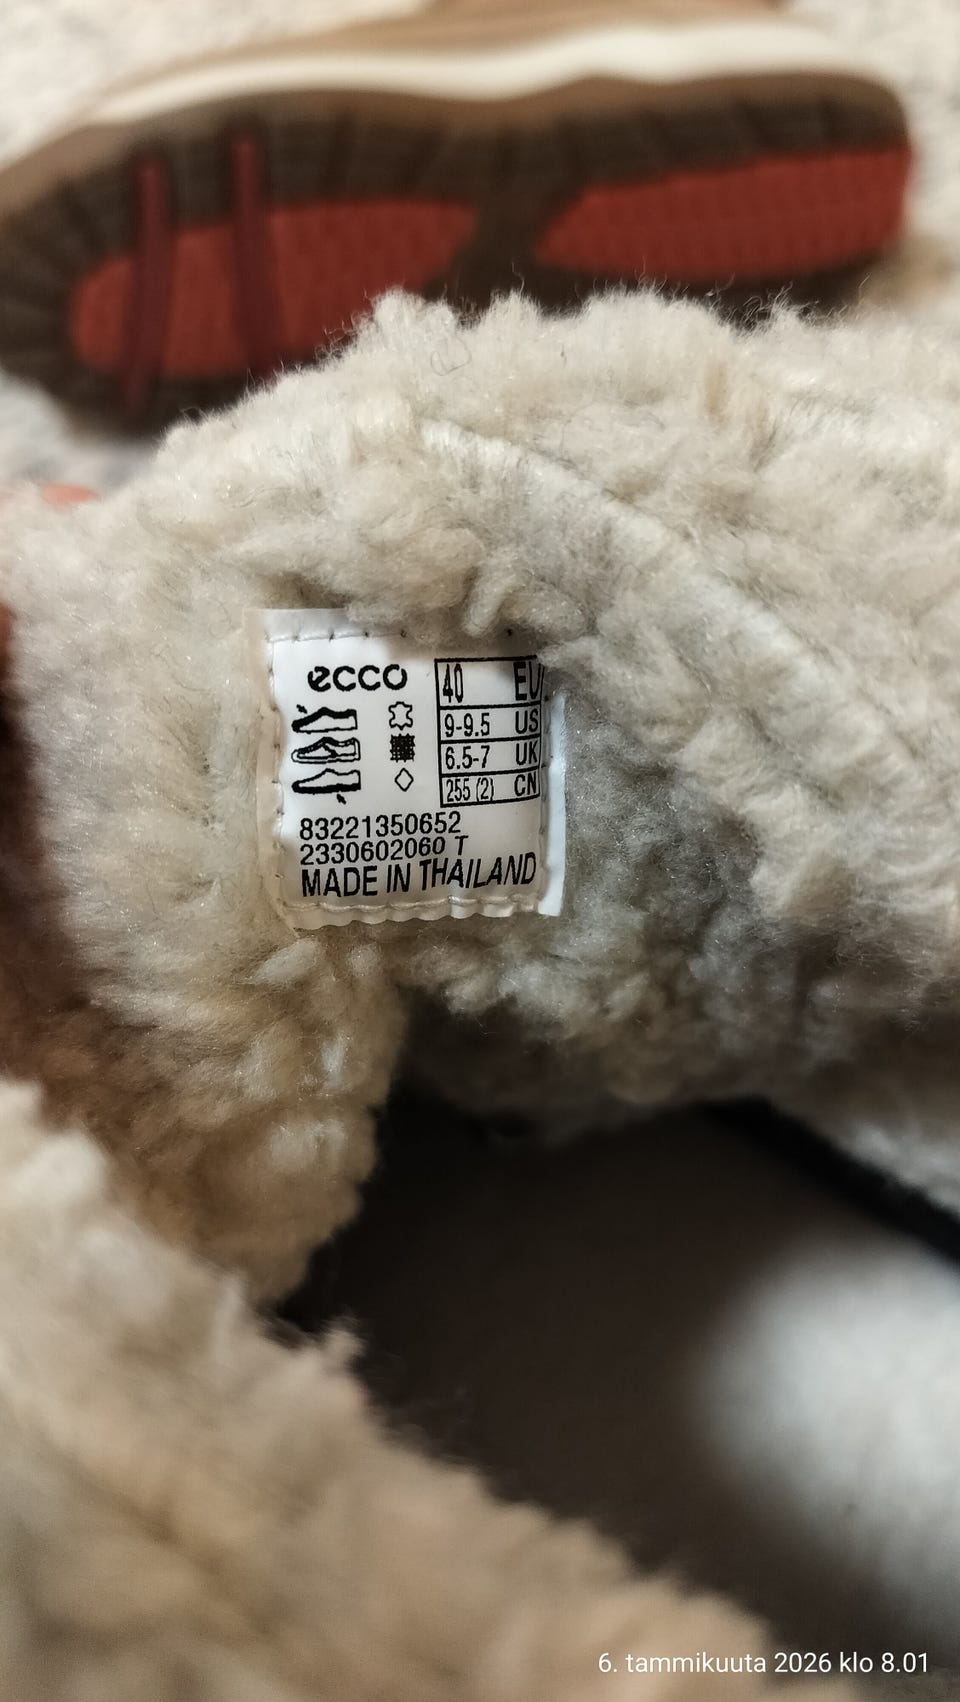 ecco
40 EU
9-9.5 US
6.5-7 UK
255 (2) CN
83221350652
2330602060 T
MADE IN THAILAND
6. tammikuuta 2026 klo 8.01